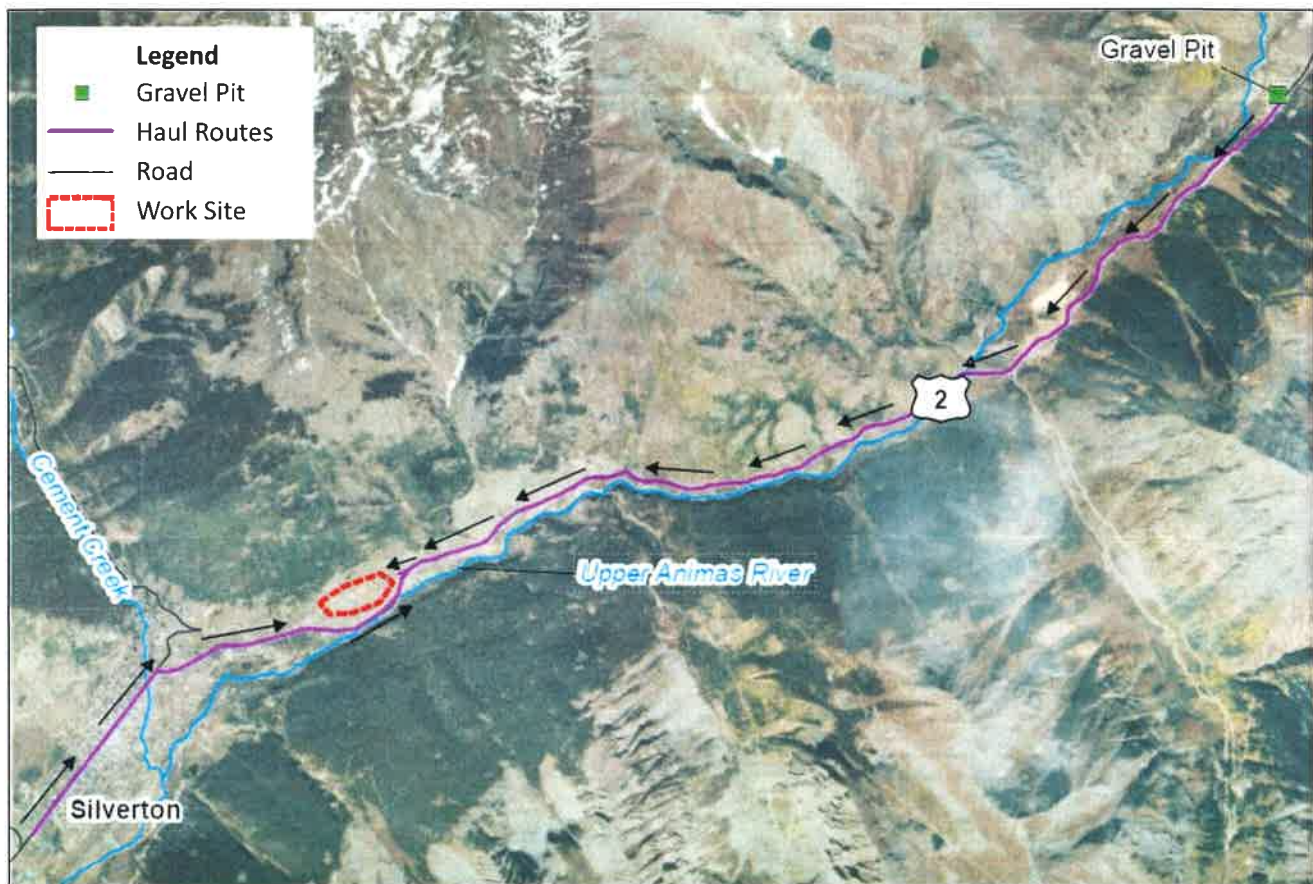 Legend
Gravel Pit
Haul Routes
Road
Work Site
Gravel Pit
2
Cement Creek
Upper Animas River
Silverton